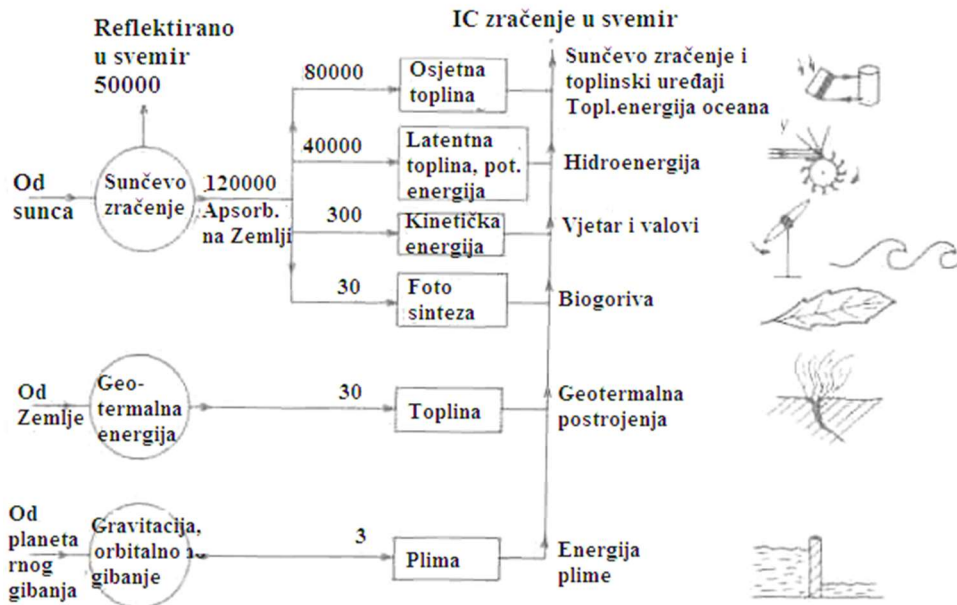 Reflektirano
u svemir
50000
IC zračenje u svemir
Od
sunca
Sunčevo
zračenje
120000
Apsorb.
na Zemlji
80000
Osjetna
toplina
Sunčevo zračenje i
toplinski uređaji
Topl.energija oceana
40000
Latentna
toplina, pot.
energija
Hidroenergija
300
Kinetička
energija
Vjetar i valovi
30
Foto
sinteza
Biogoriva
Od
Zemlje
Geo-
termalna
energija
30
Toplina
Geotermalna
postrojenja
Od
planeta
rnog
gibanja
Gravitacija,
orbitalno
gibanje
3
Plima
Energija
plime